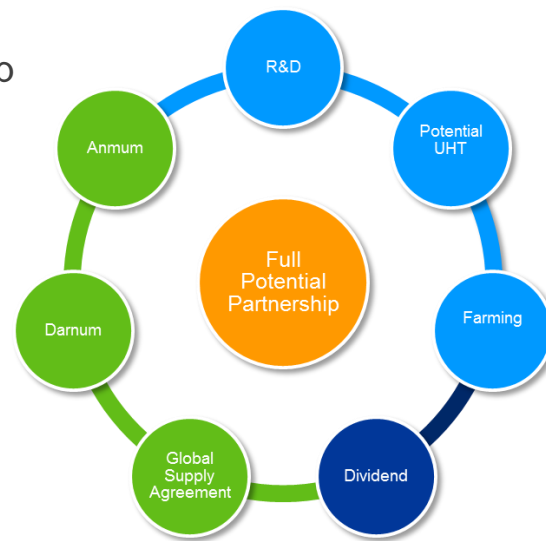 o
R&D
Potential
UHT
Farming
Dividend
Global
Supply
Agreement
Darnum
Anmum
Full
Potential
Partnership